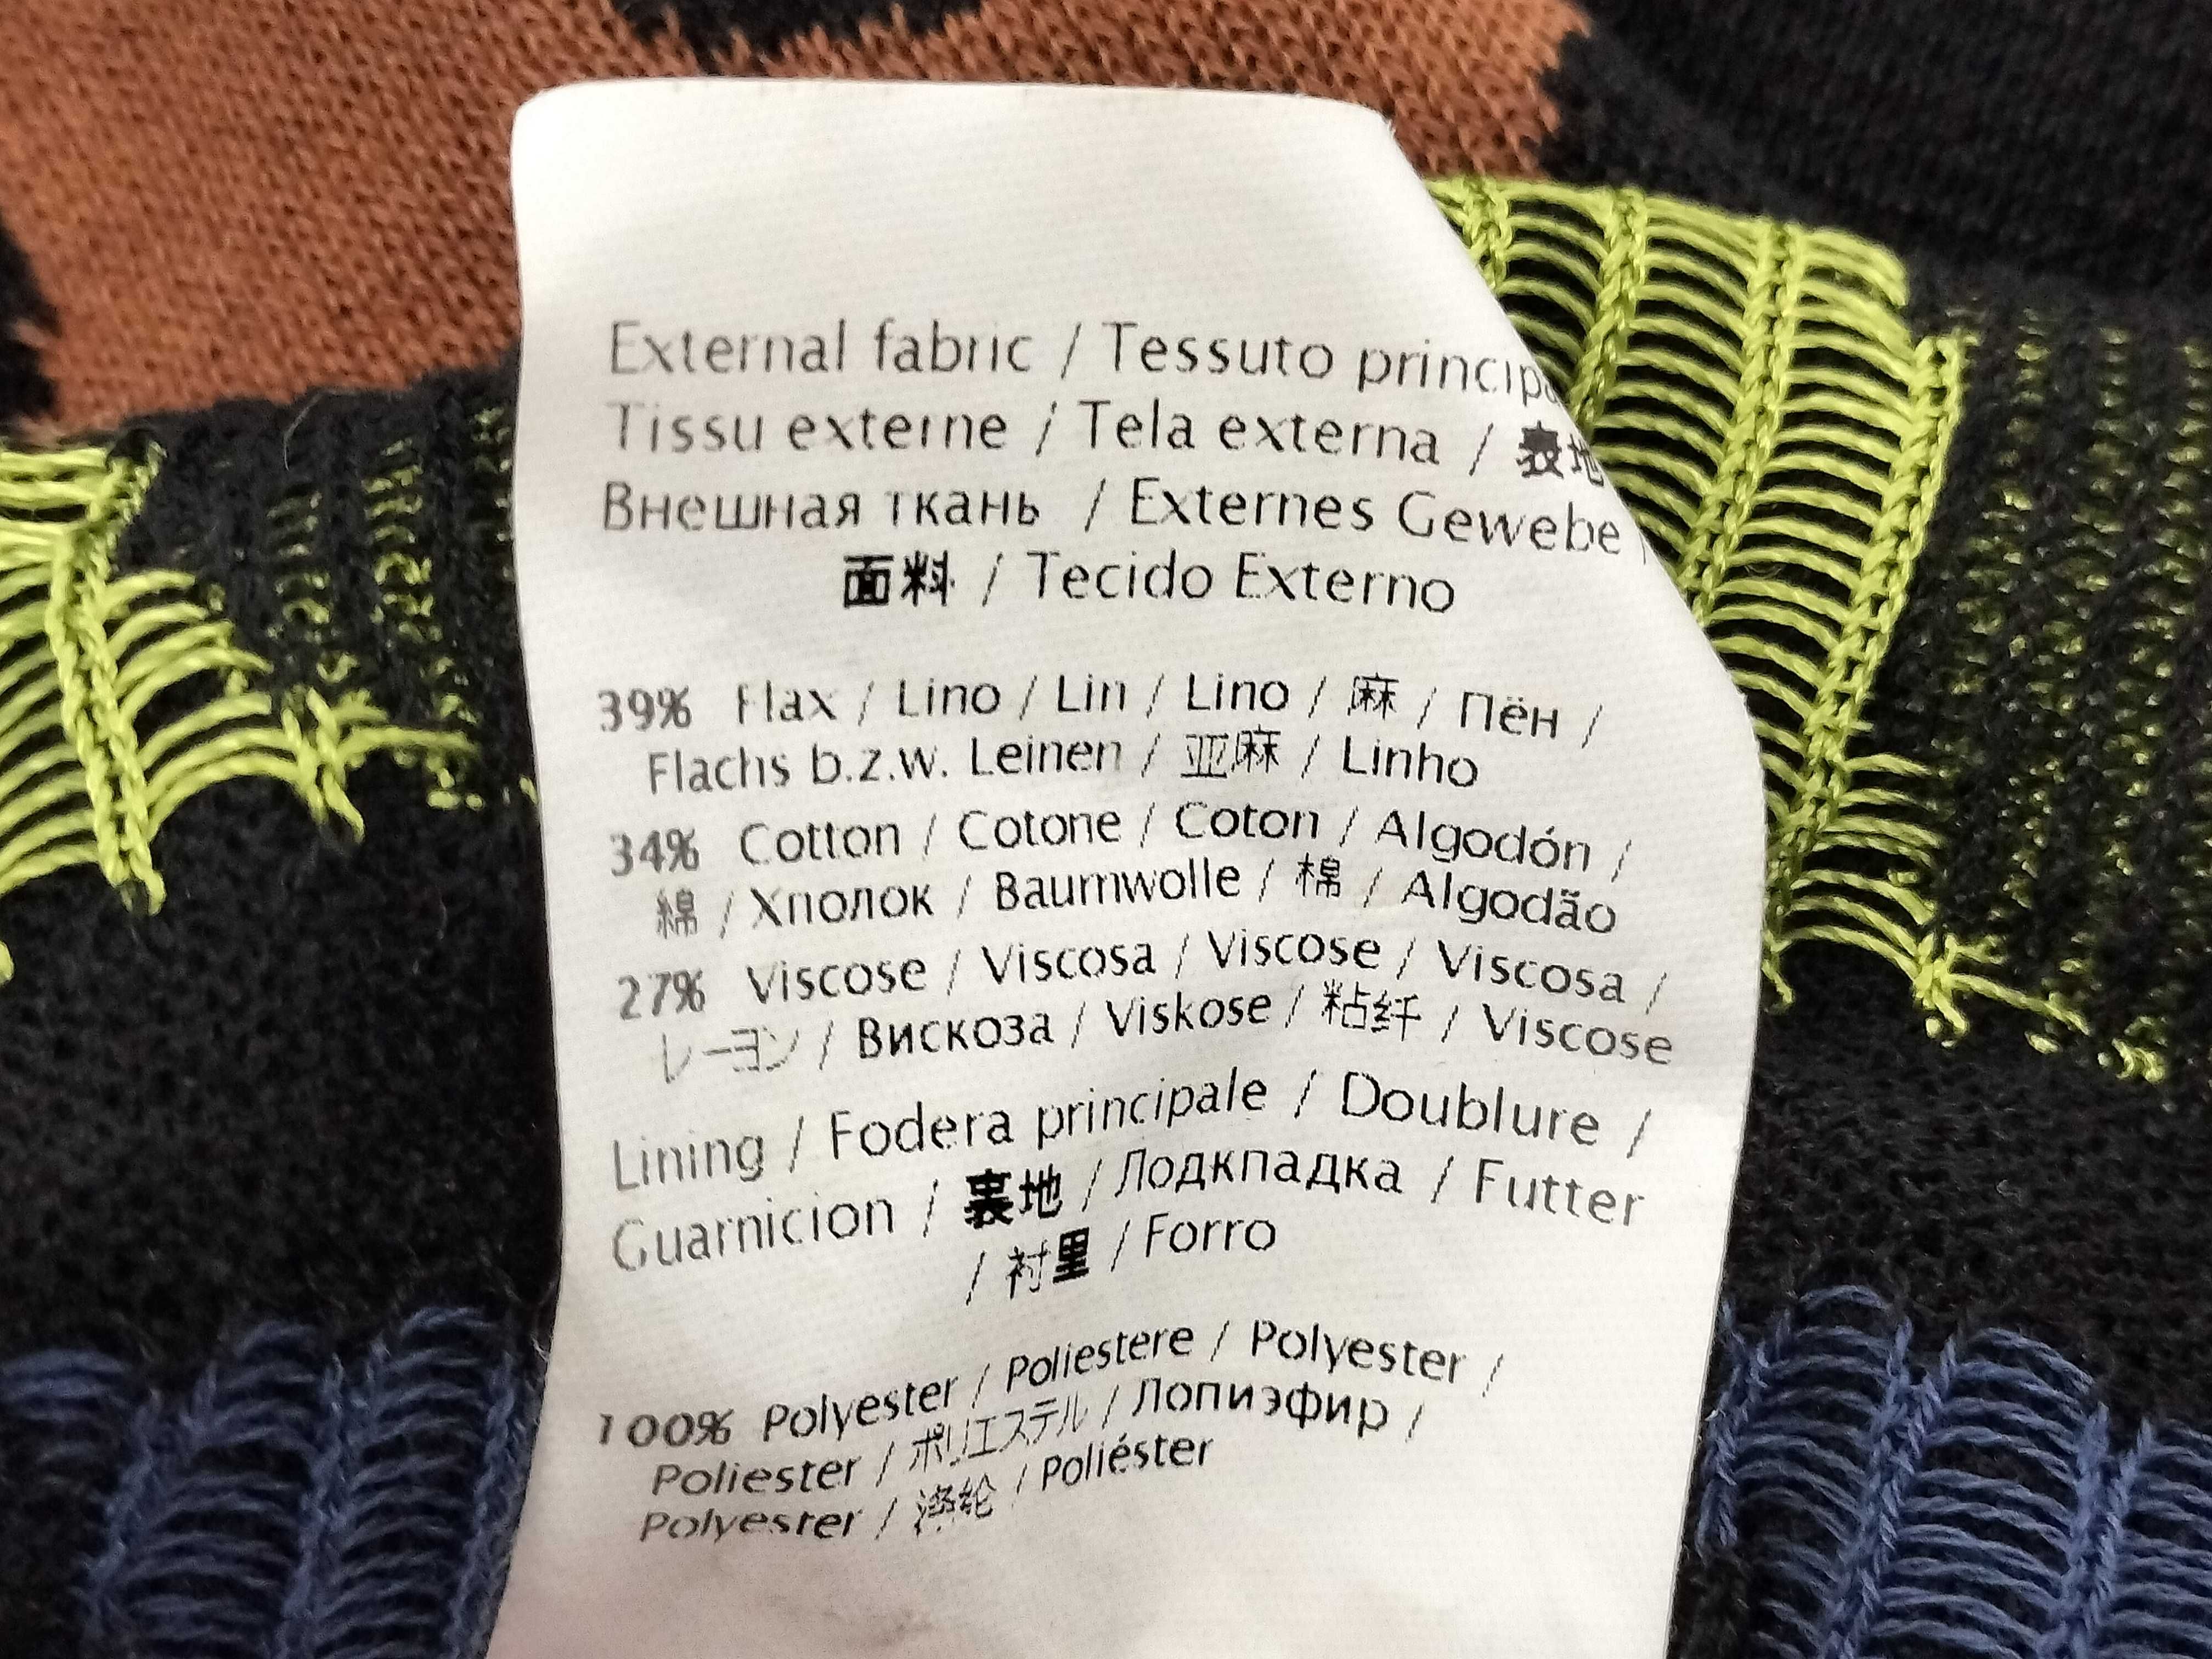 External fabric / Tessuto principa
Tissu externe / Tela externa / 表地
Внешная ткань / Externes Gewebe /
面料 / Tecido Externo
39% Flax / Lino / Lin / Lino / 麻 / Пён /
Flachs b.z.w. Leinen / 亚麻 / Linho
34% Cotton / Cotone / Coton / Algodón /
綿 / Хполок / Baumwolle / 棉 / Algodão
27% Viscose / Viscosa / Viscose / Viscosa /
レーヨン / Вискоза / Viskose / 粘纤 / Viscose
Lining / Fodera principale / Doublure /
Guarnicion / 裏地 / Лодкпадка / Futter
/ 衬里 / Forro
100% Polyester / Poliestere / Polyester /
Poliester / ポリエステル / Лопиэфир /
Polyester / 涤纶 / Poliéster